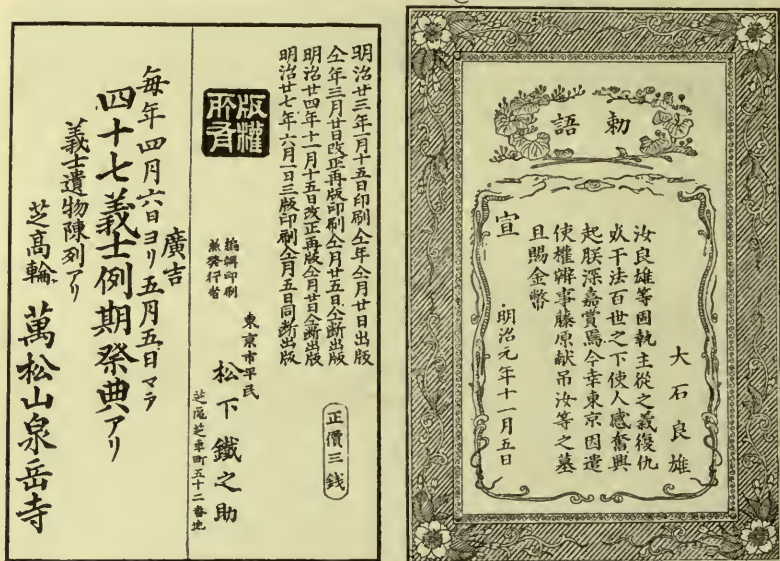 勅語
大石良雄
汝良雄等固執主從之義復仇
死于法百世之下使人感奮興
起朕深嘉賞焉今幸東京因遣
使權辨事藤原献吊汝等之墓
且賜金幣
宣
明治元年十一月五日
明治廿三年一月十五日印刷仝年仝月廿日出版
仝年三月廿日改正再版印刷仝月廿五日仝断出版
明治廿四年十一月十五日改正再版仝月廿日仝断出版
明治廿七年六月一日三版印刷仝月五日同断出版
正價三錢
版權所有
編輯印刷
兼発行者
東京市平民
松下鐵之助
芝區芝車町五十二番地
廣吉
每年四月六日ヨリ五月五日マデ
四十七義士例期祭典アリ
義士遺物陳列アリ
芝高輪
萬松山泉岳寺